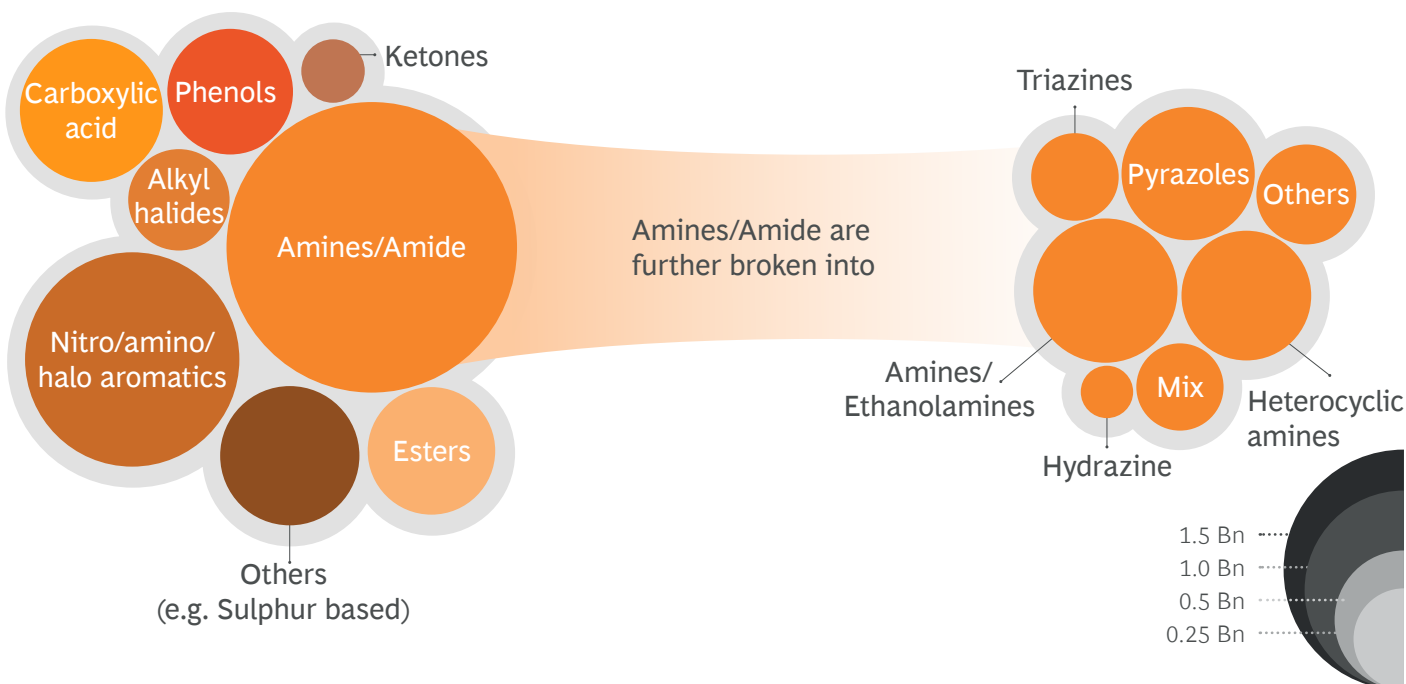 Ketones
Carboxylic
acid
Phenols
Alkyl
halides
Amines/Amide
Nitro/amino/
halo aromatics
Esters
Others
(e.g. Sulphur based)
Amines/Amide are
further broken into
Triazines
Pyrazoles
Others
Amines/
Ethanolamines
Mix
Heterocyclic
amines
Hydrazine
1.5 Bn
1.0 Bn
0.5 Bn
0.25 Bn